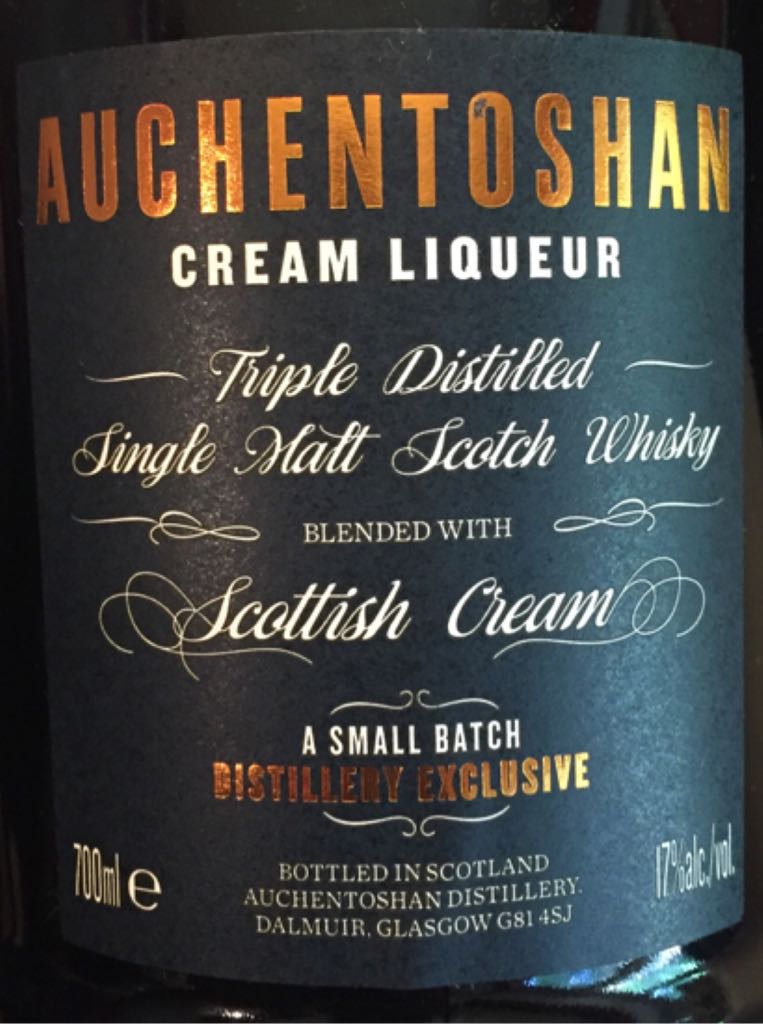 AUCHENTOSHAN
CREAM LIQUEUR
Triple Distilled
Single Malt Scotch Whisky
BLENDED WITH
Scottish Cream
A SMALL BATCH
DISTILLERY EXCLUSIVE
700ml e
BOTTLED IN SCOTLAND
AUCHENTOSHAN DISTILLERY.
DALMUIR, GLASGOW G81 4SJ
17%alc./vol.